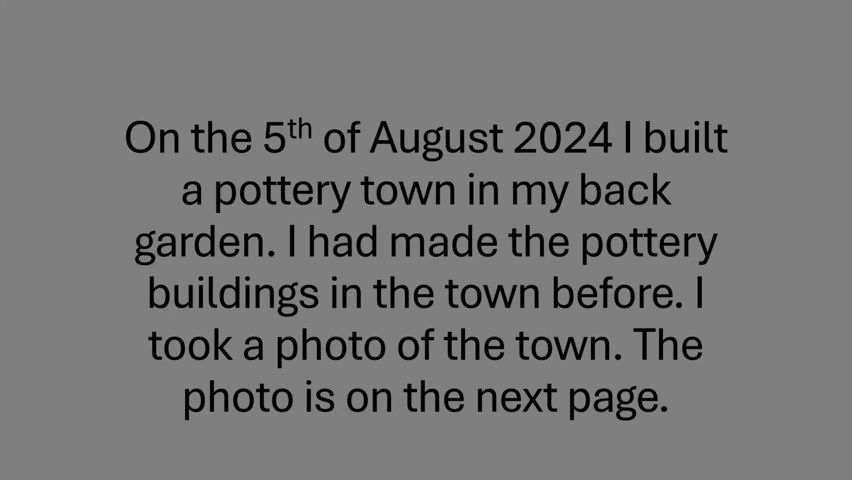 On the 5th of August 2024 I built
a pottery town in my back
garden. I had made the pottery
buildings in the town before. I
took a photo of the town. The
photo is on the next page.